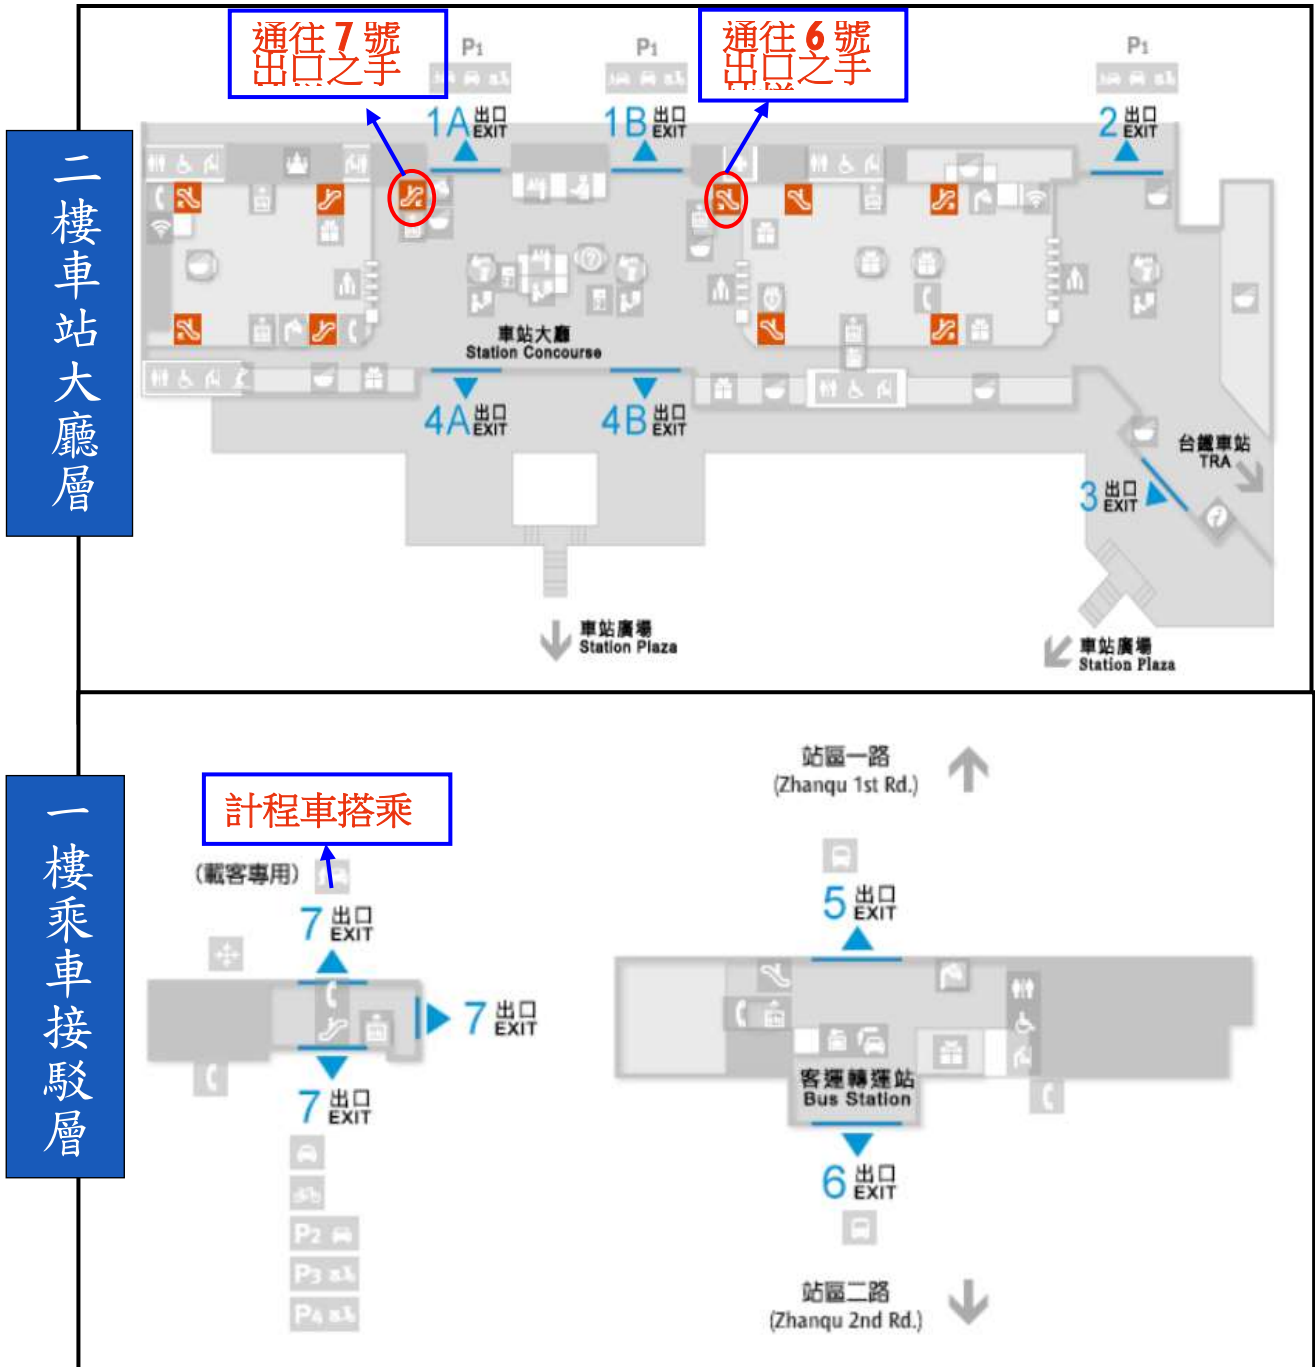 二樓車站大廳層
通往 7 號
出口之手
通往 6 號
出口之手
P1
P1
P1
1A 出口 EXIT
1B 出口 EXIT
2 出口 EXIT
車站大廳
Station Concourse
4A 出口 EXIT
4B 出口 EXIT
台鐵車站
TRA
3 出口 EXIT
車站廣場
Station Plaza
車站廣場
Station Plaza
一樓乘車接駁層
計程車搭乘
(載客專用)
7 出口 EXIT
7 出口 EXIT
7 出口 EXIT
P2
P3
P4
站區一路
(Zhanqu 1st Rd.)
5 出口 EXIT
客運轉運站
Bus Station
6 出口 EXIT
站區二路
(Zhanqu 2nd Rd.)